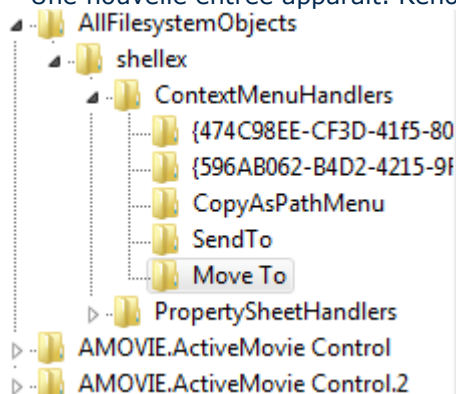 Une nouvelle entrée apparaît! Reno
AllFilesystemObjects
shellex
ContextMenuHandlers
{474C98EE-CF3D-41f5-80
{596AB062-B4D2-4215-9F
CopyAsPathMenu
SendTo
Move To
PropertySheetHandlers
AMOVIE.ActiveMovie Control
AMOVIE.ActiveMovie Control.2